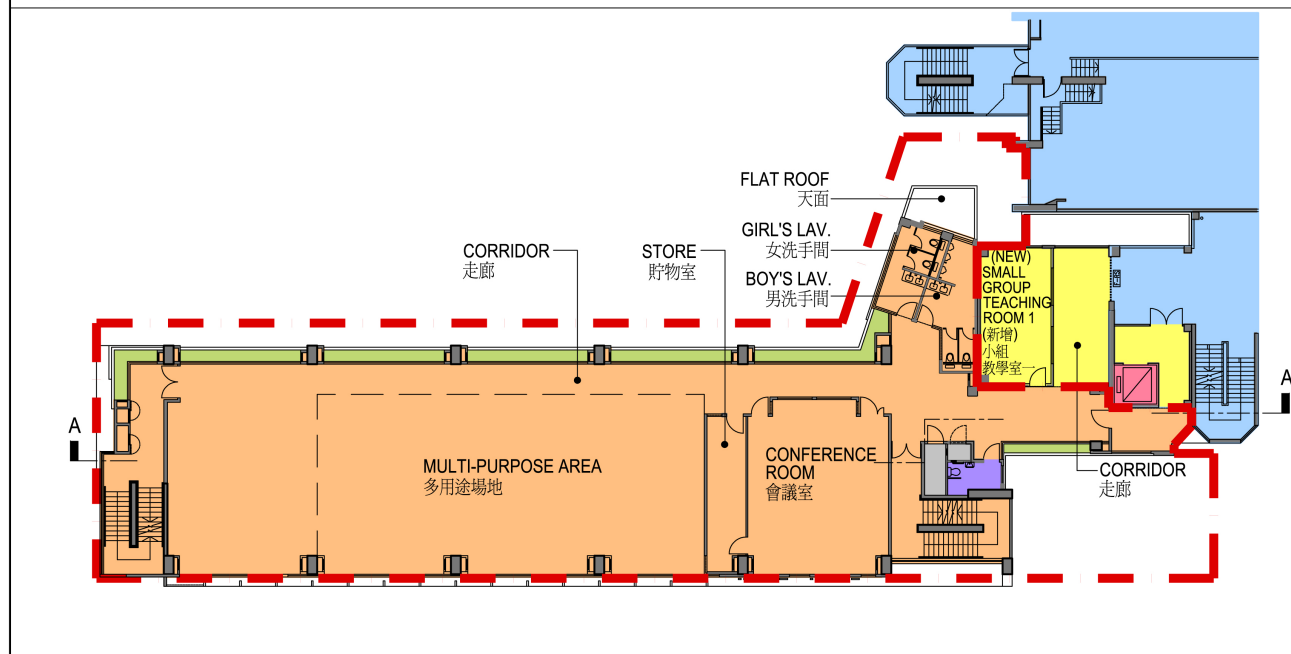 FLAT ROOF
天面
GIRL'S LAV.
女洗手間
BOY'S LAV.
男洗手間
CORRIDOR
走廊
STORE
貯物室
(NEW)
SMALL
GROUP
TEACHING
ROOM 1
(新增)
小組
教學室一
A
A
MULTI-PURPOSE AREA
多用途場地
CONFERENCE
ROOM
會議室
CORRIDOR
走廊